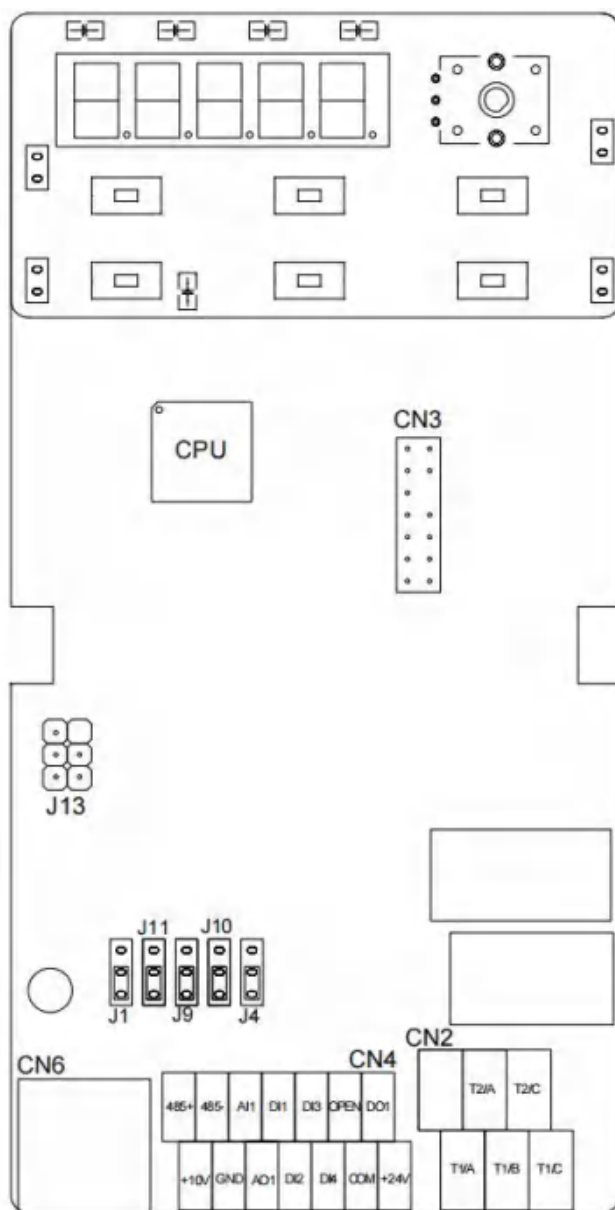 CPU
CN3
J13
J11 J10
J1 J9 J4
CN6 CN4 CN2
T2/A T2/C
485+ 485- AI1 DI1 DI3 OPEN DO1
T1/A T1/B T1/C
+10V GND AO1 DI2 DI4 COM +24V